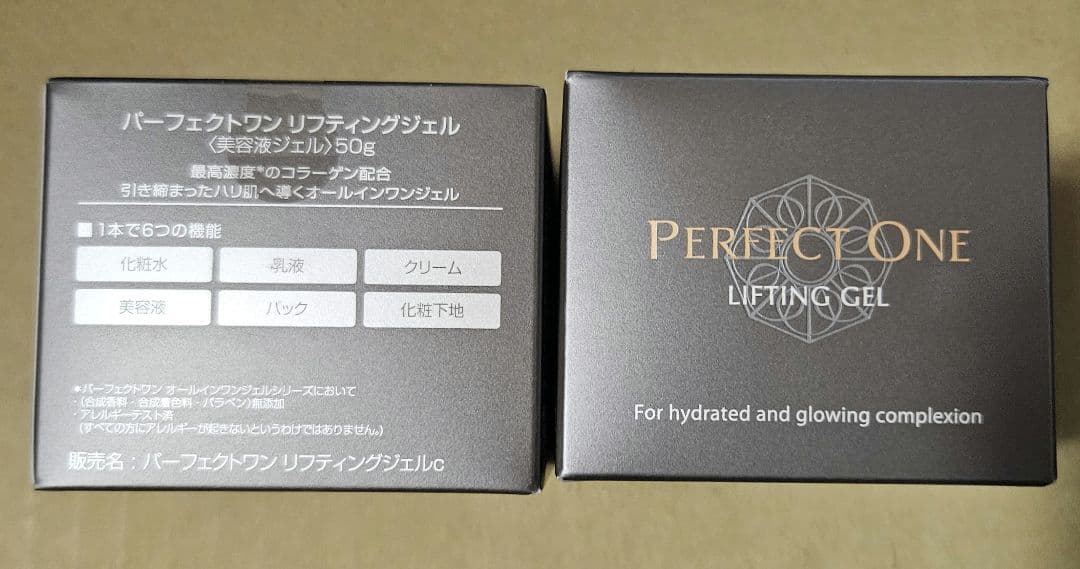 パーフェクトワン リフティングジェル
〈美容液ジェル〉50g
最高濃度*のコラーゲン配合
引き締まったハリ肌へ導くオールインワンジェル
■1本で6つの機能
化粧水 乳液 クリーム
美容液 パック 化粧下地
*パーフェクトワン オールインワンジェルシリーズにおいて
・(合成香料・合成着色料・パラベン)無添加
・アレルギーテスト済
(すべての方にアレルギーが起きないというわけではありません。)
販売名:パーフェクトワン リフティングジェルc
PERFECT ONE
LIFTING GEL
For hydrated and glowing complexion